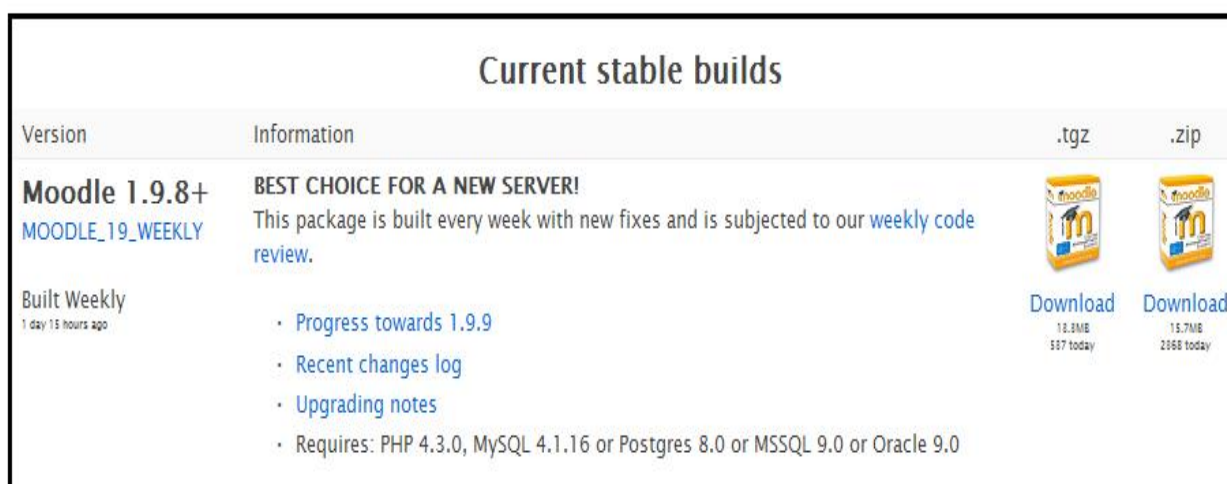 Current stable builds
Version Information .tgz .zip
Moodle 1.9.8+
MOODLE_19_WEEKLY
Built Weekly
1 day 15 hours ago
BEST CHOICE FOR A NEW SERVER!
This package is built every week with new fixes and is subjected to our weekly code
review.
· Progress towards 1.9.9
· Recent changes log
· Upgrading notes
· Requires: PHP 4.3.0, MySQL 4.1.16 or Postgres 8.0 or MSSQL 9.0 or Oracle 9.0
moodle
m
Download
587 today
moodle
m
Download
15.7MB
2868 today